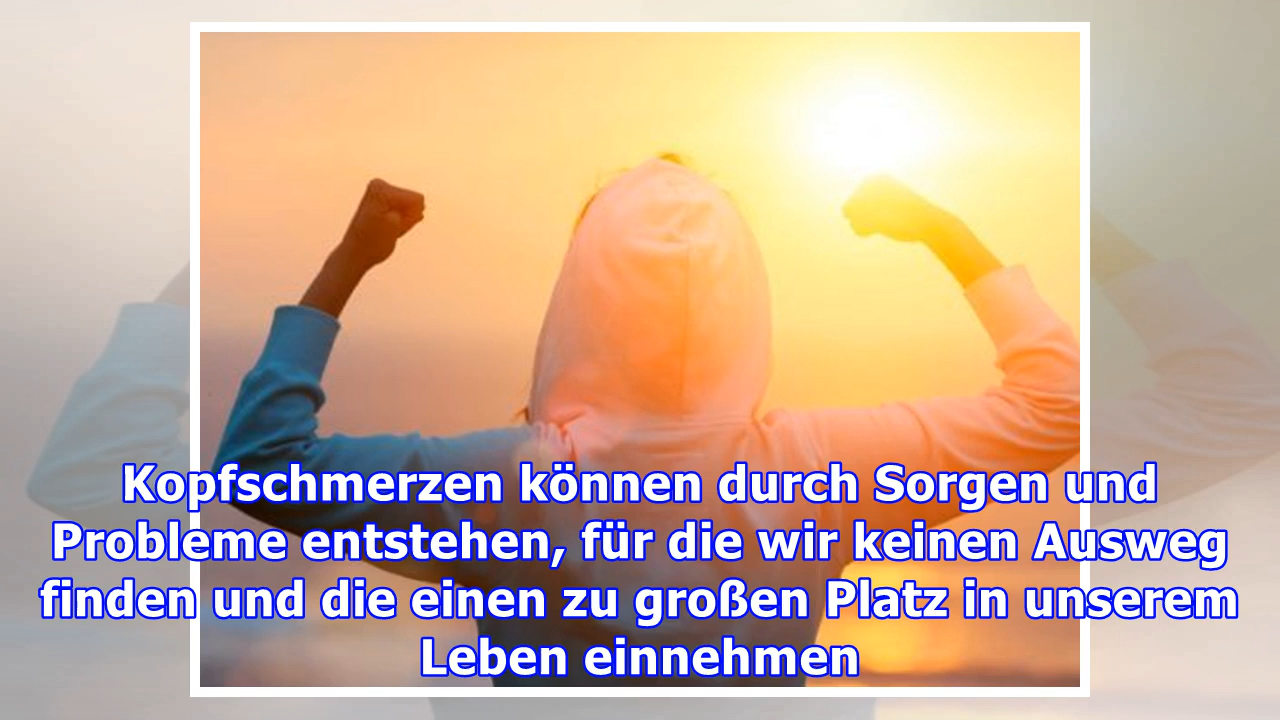 Kopfschmerzen können durch Sorgen und
Probleme entstehen, für die wir keinen Ausweg
finden und die einen zu großen Platz in unserem
Leben einnehmen